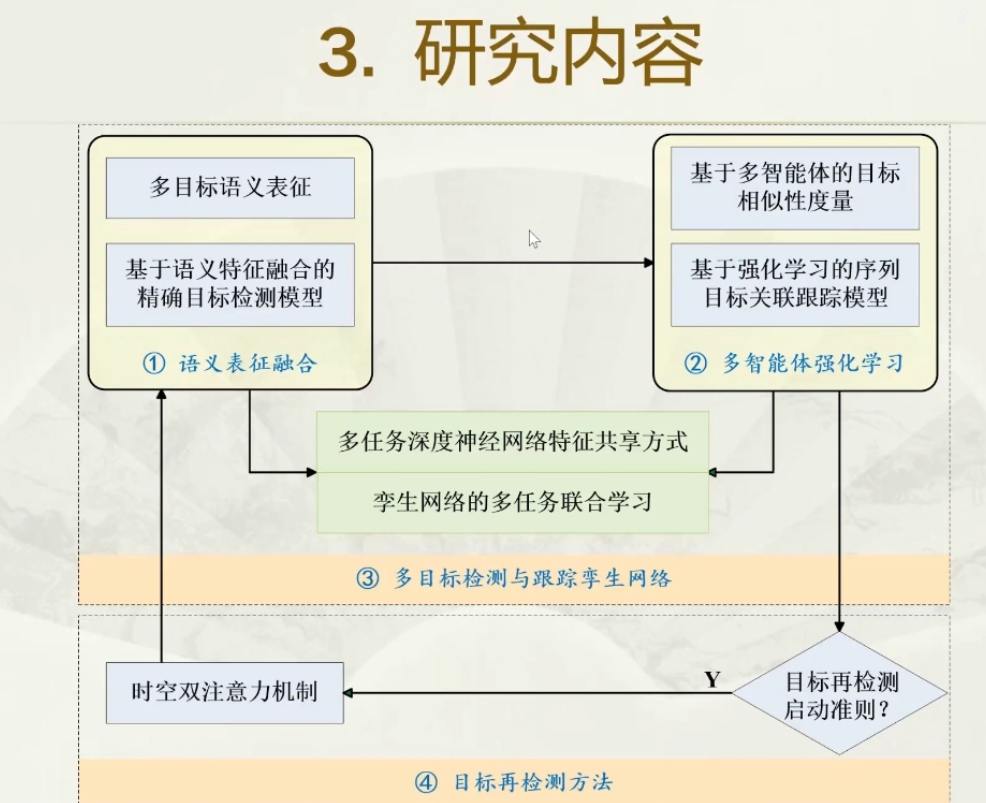 3. 研究内容
多目标语义表征
基于语义特征融合的
精确目标检测模型
① 语义表征融合
基于多智能体的目标
相似性度量
基于强化学习的序列
目标关联跟踪模型
② 多智能体强化学习
多任务深度神经网络特征共享方式
孪生网络的多任务联合学习
③ 多目标检测与跟踪孪生网络
时空双注意力机制
Y
目标再检测
启动准则？
④ 目标再检测方法